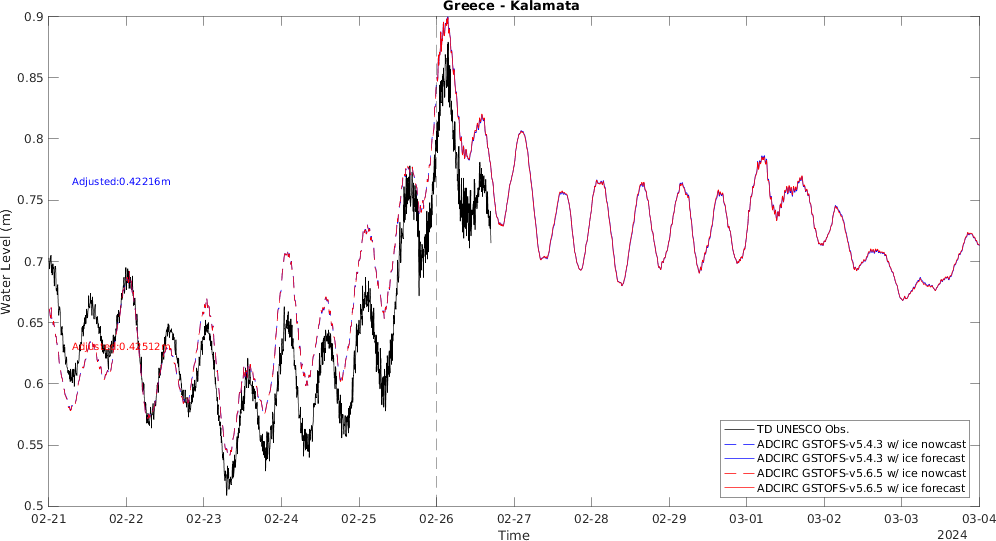 Greece - Kalamata
0.9
0.85
0.8
0.75
0.7
0.65
0.6
0.55
0.5
Water Level (m)
Adjusted:0.42216m
Adjusted:0.42512m
TD UNESCO Obs.
ADCIRC GSTOFS-v5.4.3 w/ ice nowcast
ADCIRC GSTOFS-v5.4.3 w/ ice forecast
ADCIRC GSTOFS-v5.6.5 w/ ice nowcast
ADCIRC GSTOFS-v5.6.5 w/ ice forecast
02-21 02-22 02-23 02-24 02-25 02-26 02-27 02-28 02-29 03-01 03-02 03-03 03-04
Time
2024